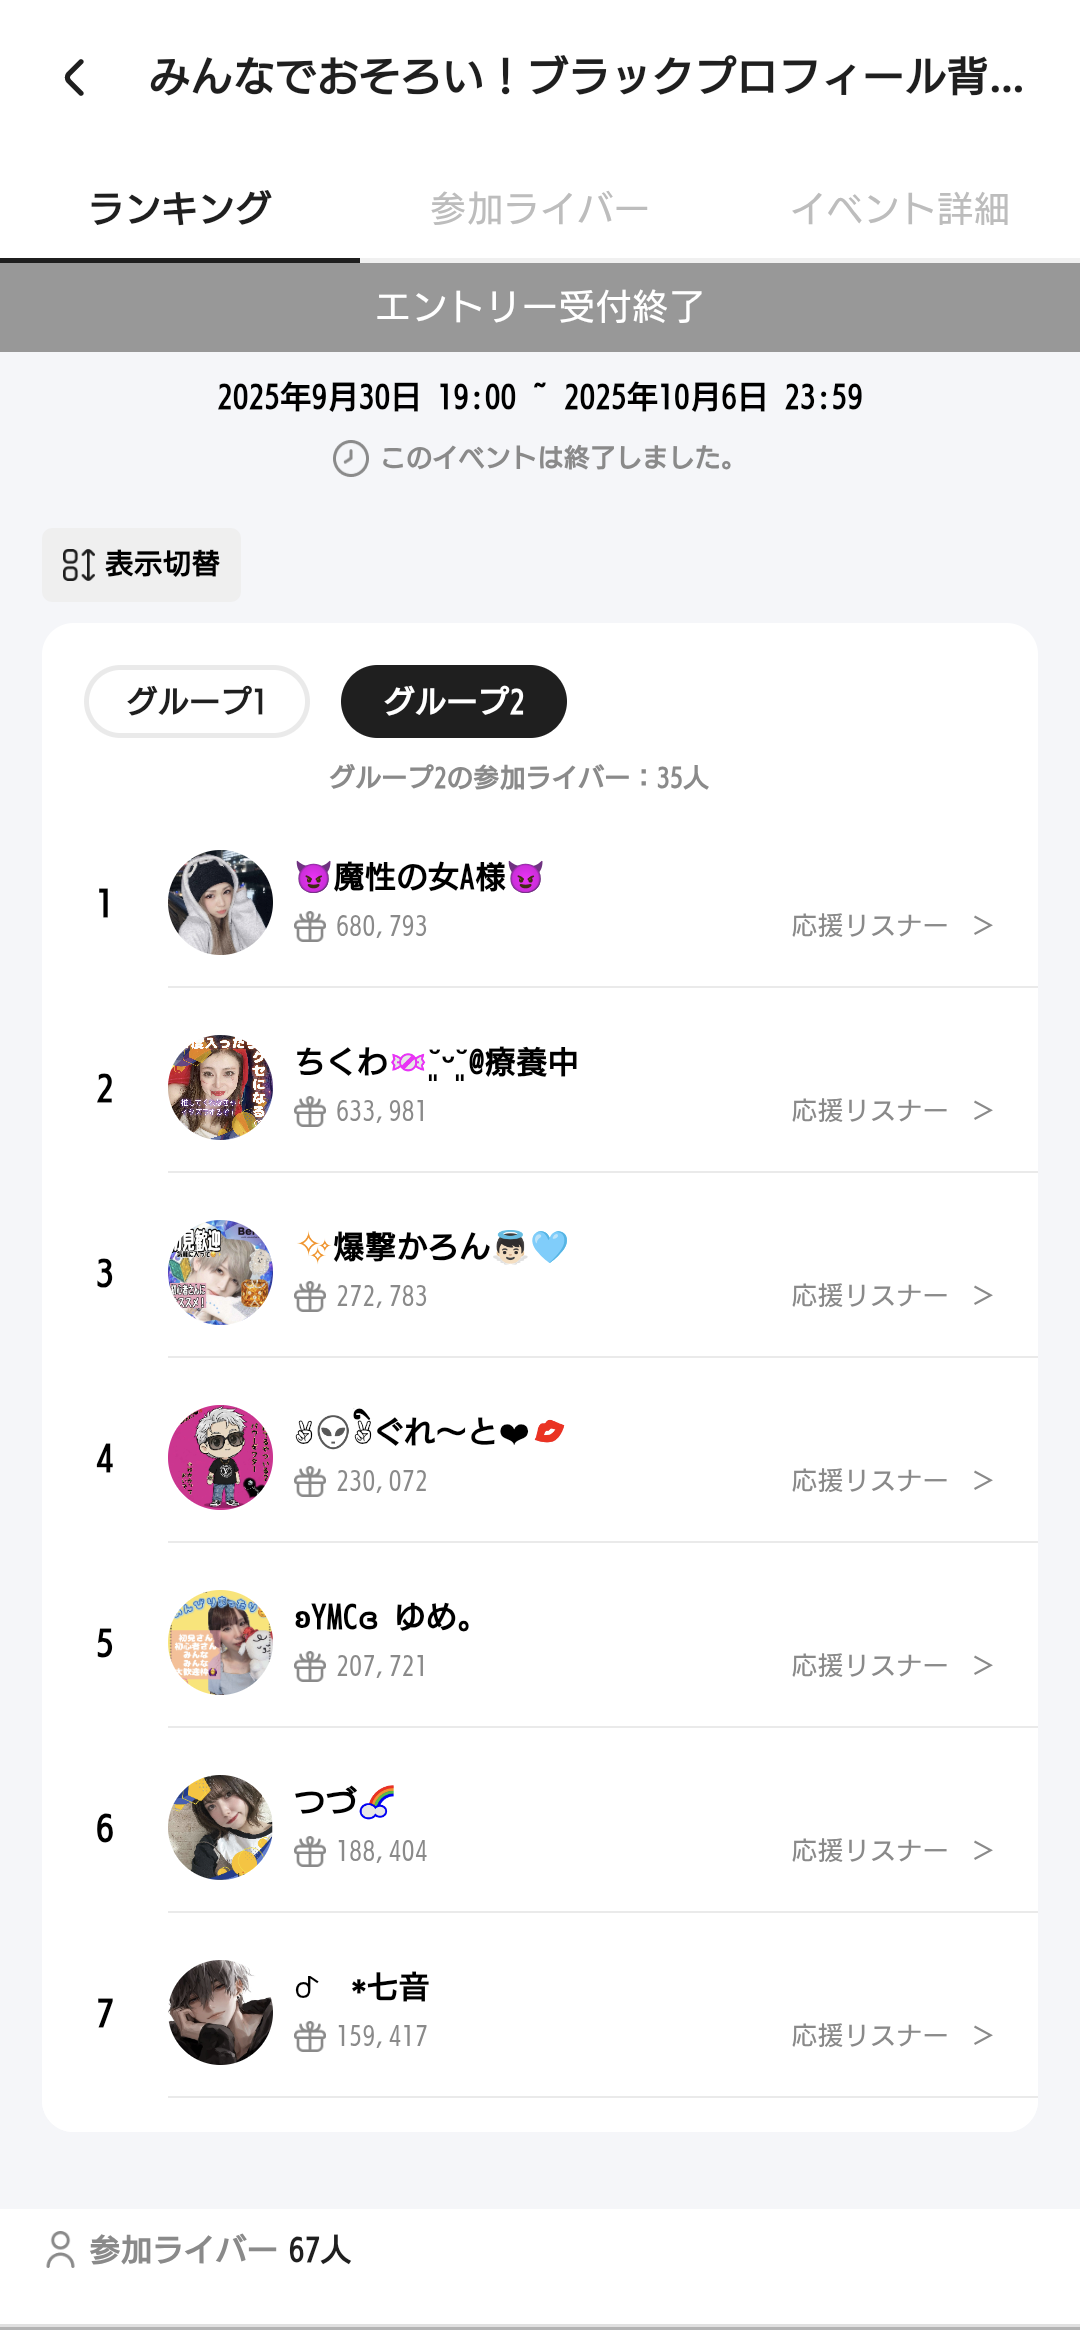 みんなでおそろい！ブラックプロフィール背...
ランキング
参加ライバー
イベント詳細
エントリー受付終了
2025年9月30日 19:00 ~ 2025年10月6日 23:59
このイベントは終了しました。
表示切替
グループ1
グループ2
グループ2の参加ライバー：35人
1
😈魔性の女A様😈
680,793
応援リスナー >
2
ちくわ🍬 ̤̮ @療養中
633,981
応援リスナー >
3
✨爆撃かろん👼🏻🩵
272,783
応援リスナー >
4
✌👽✌ぐれ〜と❤💋
230,072
応援リスナー >
5
ʚYMCɞ ゆめ。
207,721
応援リスナー >
6
つづ🌈
188,404
応援リスナー >
7
♪ *七音
159,417
応援リスナー >
参加ライバー 67人